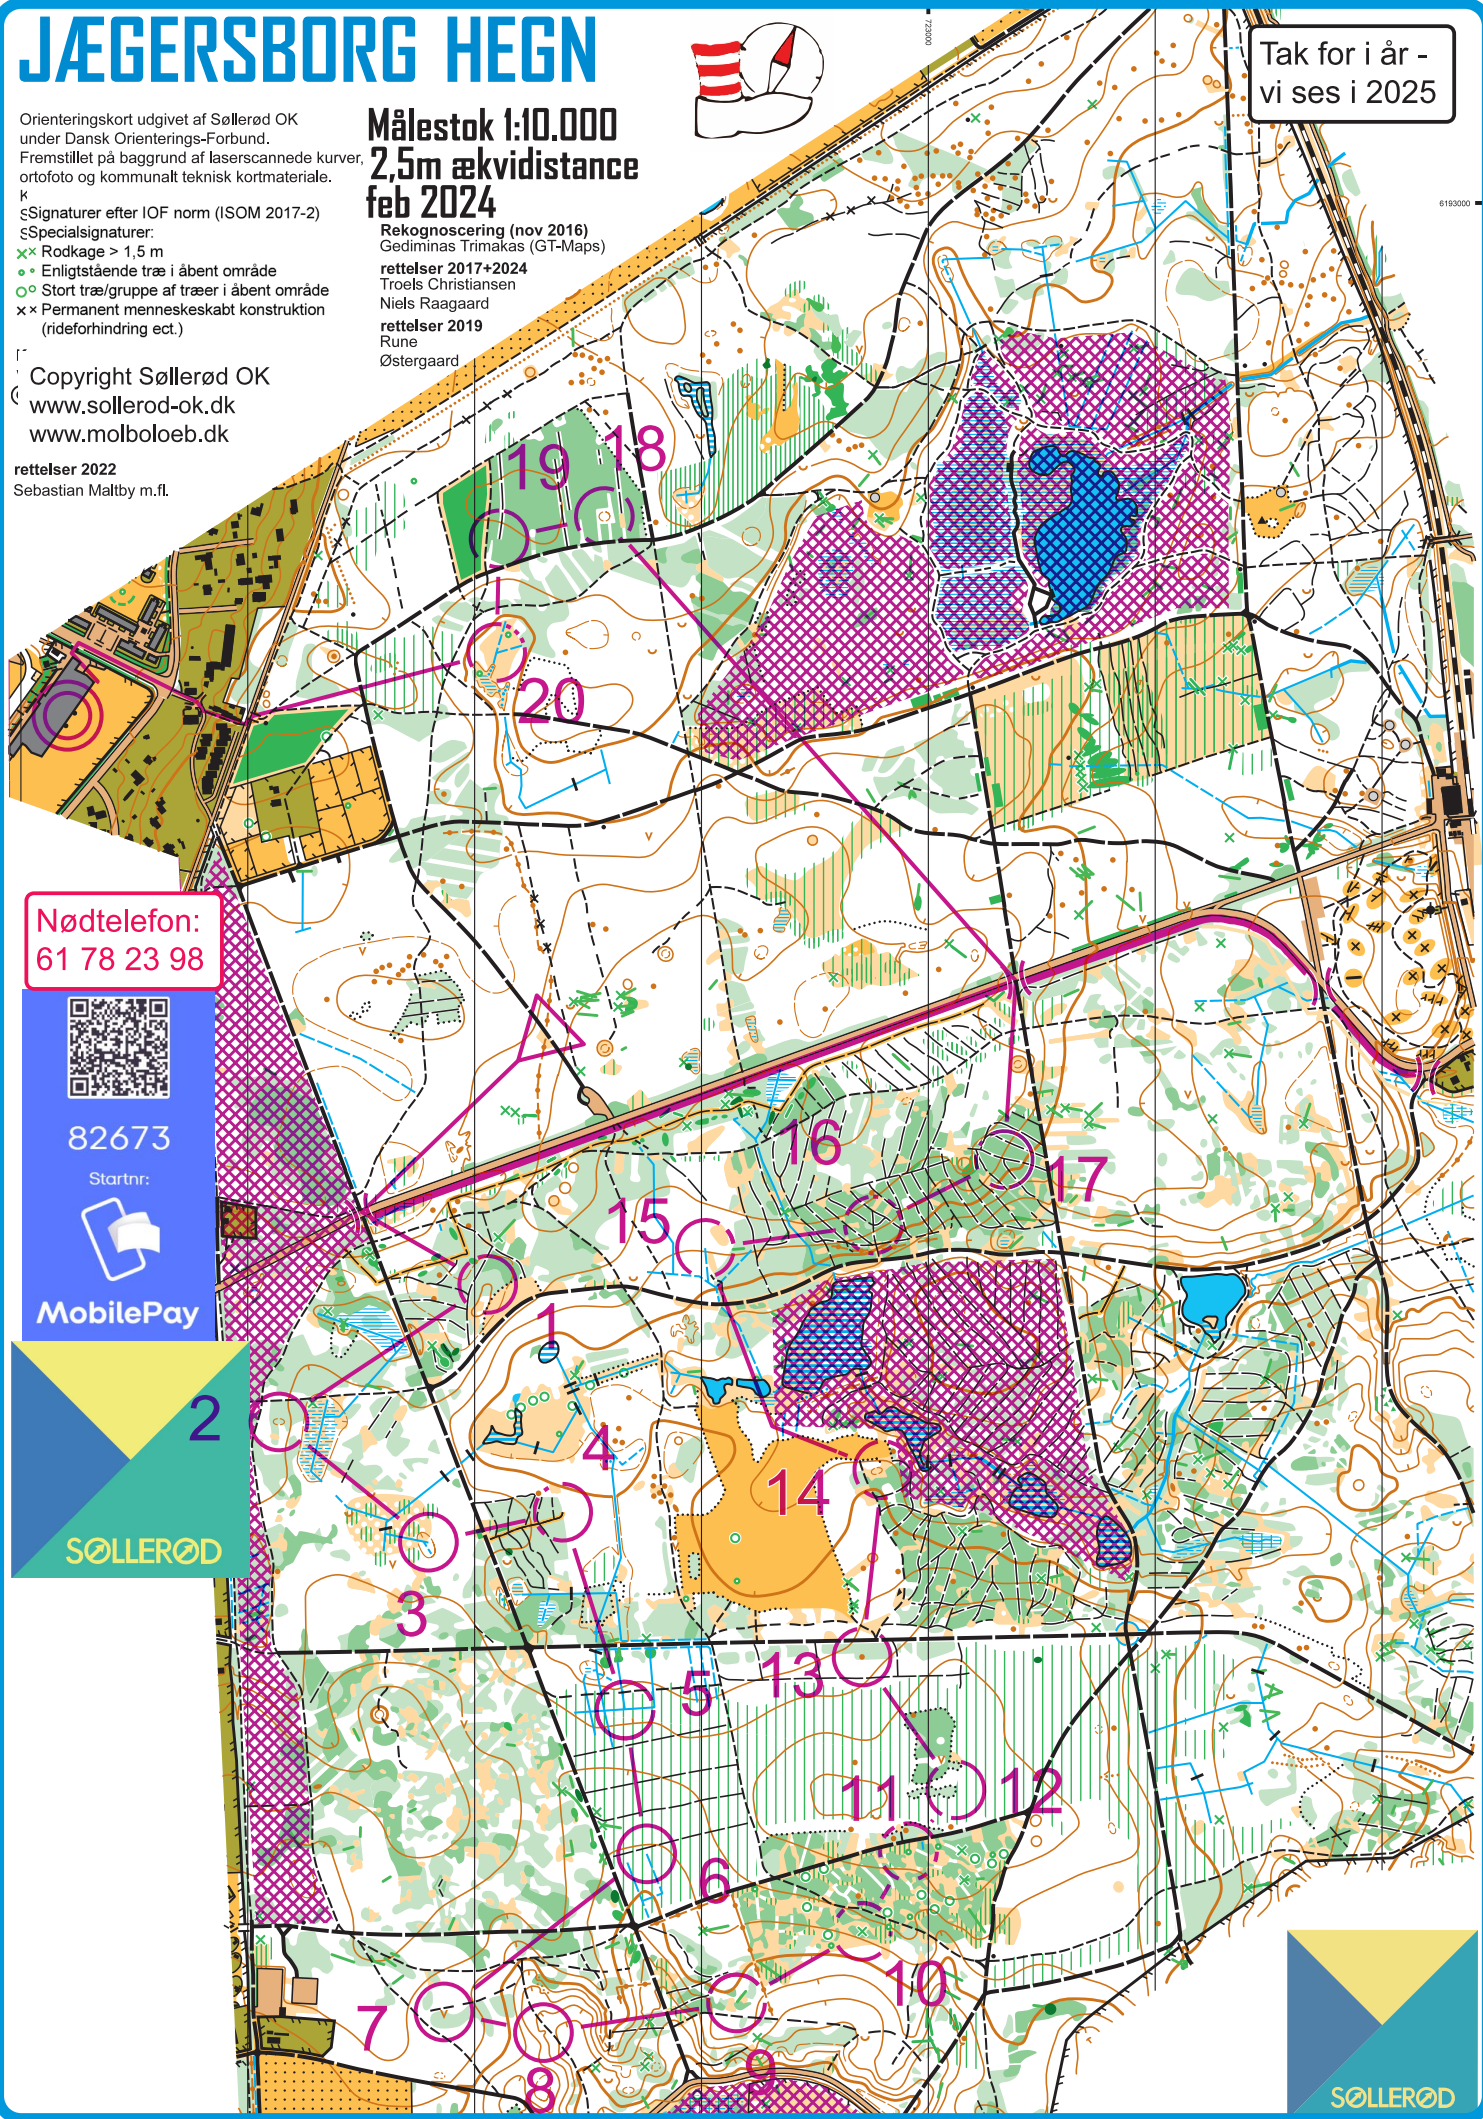 JÆGERSBORG HEGN
Orienteringskort udgivet af Søllerød OK
under Dansk Orienterings-Forbund.
Fremstillet på baggrund af laserscannede kurver,
ortofoto og kommunalt teknisk kortmateriale.
Signaturer efter IOF norm (ISOM 2017-2)
Specialsignaturer:
Rodkage > 1,5 m
Enligtstående træ i åbent område
Stort træ/gruppe af træer i åbent område
Permanent menneskeskabt konstruktion
(rideforhindring ect.)
Copyright Søllerød OK
www.sollerod-ok.dk
www.molboloeb.dk
rettelser 2022
Sebastian Maltby m.fl.
Målestok 1:10.000
2,5m ækvidistance
feb 2024
Rekognoscering (nov 2016)
Gediminas Trimakas (GT-Maps)
rettelser 2017+2024
Troels Christiansen
Niels Raagaard
rettelser 2019
Rune
Østergaard
723000
Tak for i år -
vi ses i 2025
6193000
19
18
20
Nødtelefon:
61 78 23 98
82673
Startnr:
MobilePay
SØLLERØD
16
17
15
1
2
4
14
3
5
13
11
12
6
10
7
8
9
SØLLERØD